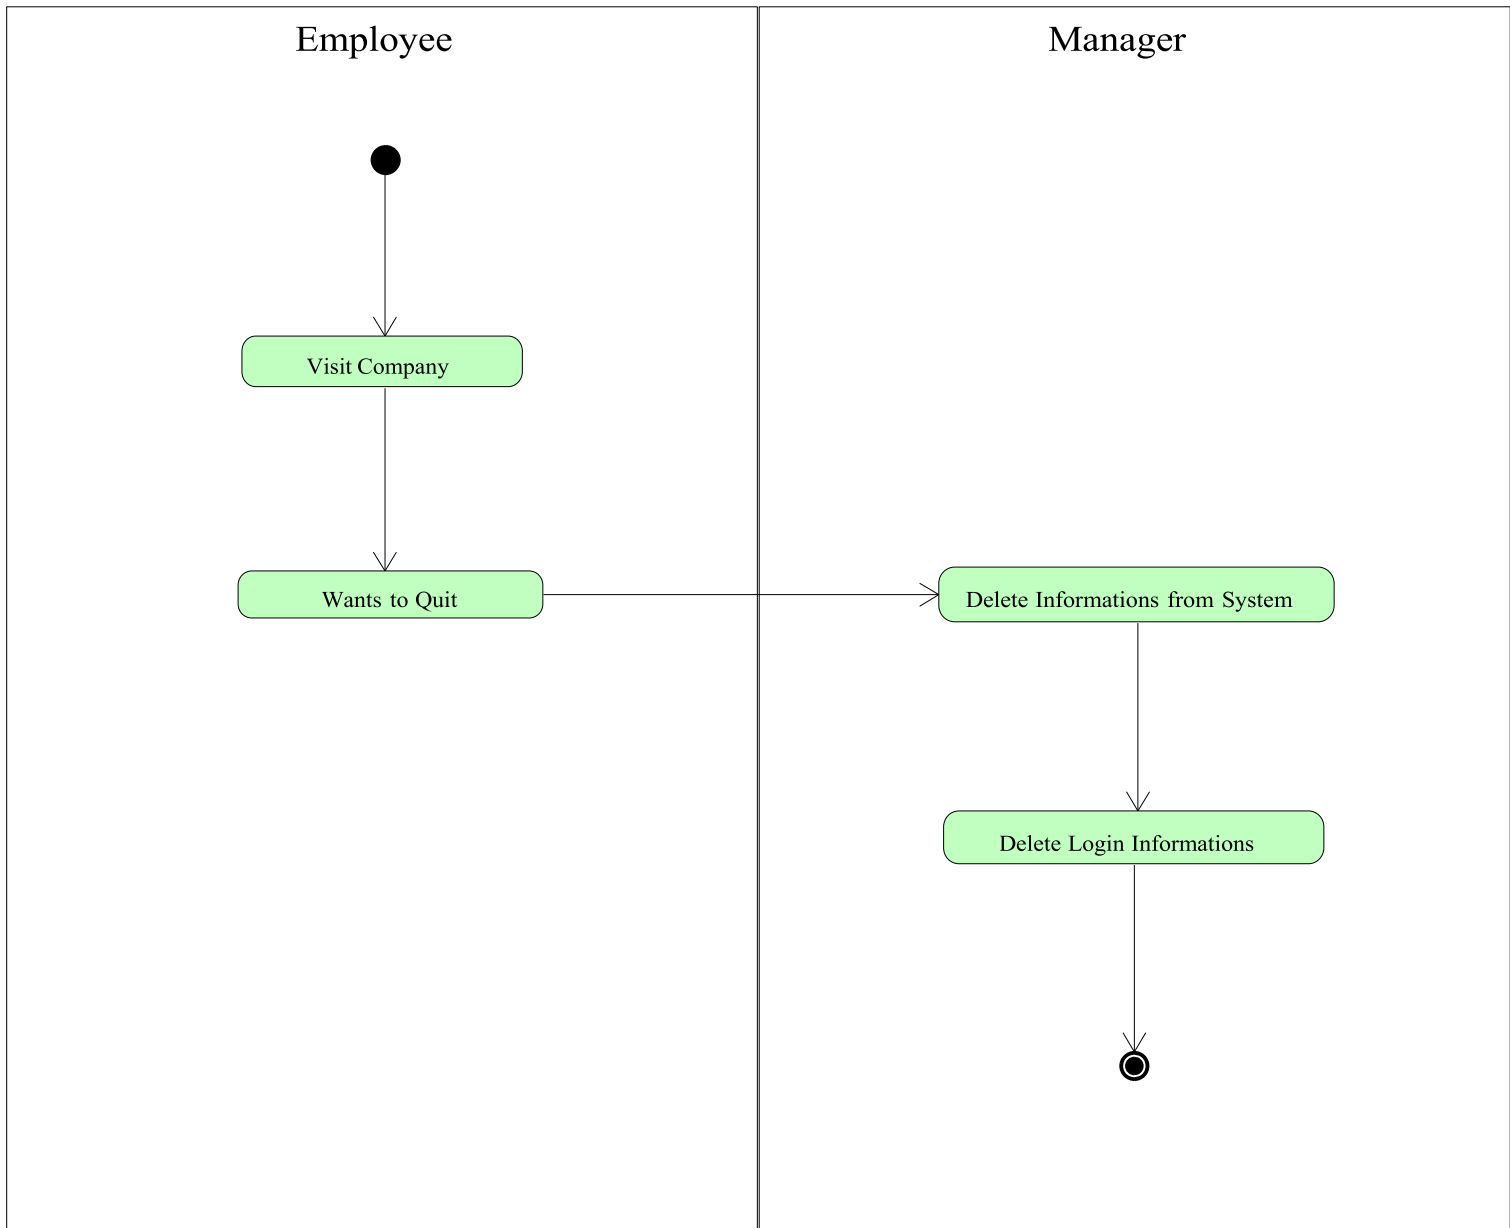 Employee
Manager
Visit Company
Wants to Quit
Delete Informations from System
Delete Login Informations